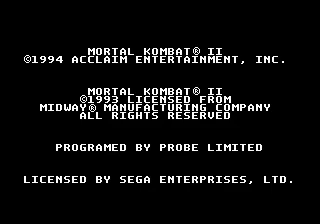 MORTAL KOMBAT® II
©1994 ACCLAIM ENTERTAINMENT, INC.
MORTAL KOMBAT® II
©1993 LICENSED FROM
MIDWAY® MANUFACTURING COMPANY
ALL RIGHTS RESERVED
PROGRAMED BY PROBE LIMITED
LICENSED BY SEGA ENTERPRISES, LTD.